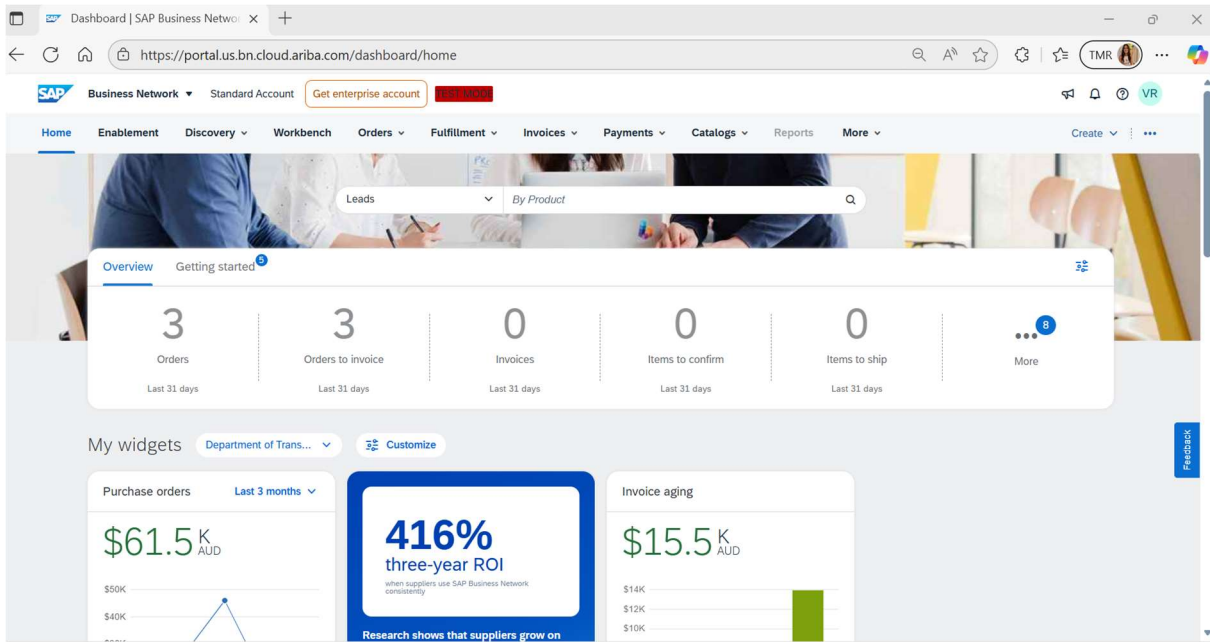 Dashboard | SAP Business Netwo
https://portal.us.bn.cloud.ariba.com/dashboard/home
TMR
SAP Business Network Standard Account Get enterprise account TEST MODE
VR
Home Enablement Discovery Workbench Orders Fulfillment Invoices Payments Catalogs Reports More Create
Leads By Product
Overview Getting started 5
3 3 0 0 0 8
Orders Orders to invoice Invoices Items to confirm Items to ship More
Last 31 days Last 31 days Last 31 days Last 31 days Last 31 days
My widgets Department of Trans... Customize
Feedback
Purchase orders Last 3 months
$61.5 K AUD
$50K
$40K
416%
three-year ROI
when suppliers use SAP Business Network
consistently
Research shows that suppliers grow on
Invoice aging
$15.5 K AUD
$14K
$12K
$10K